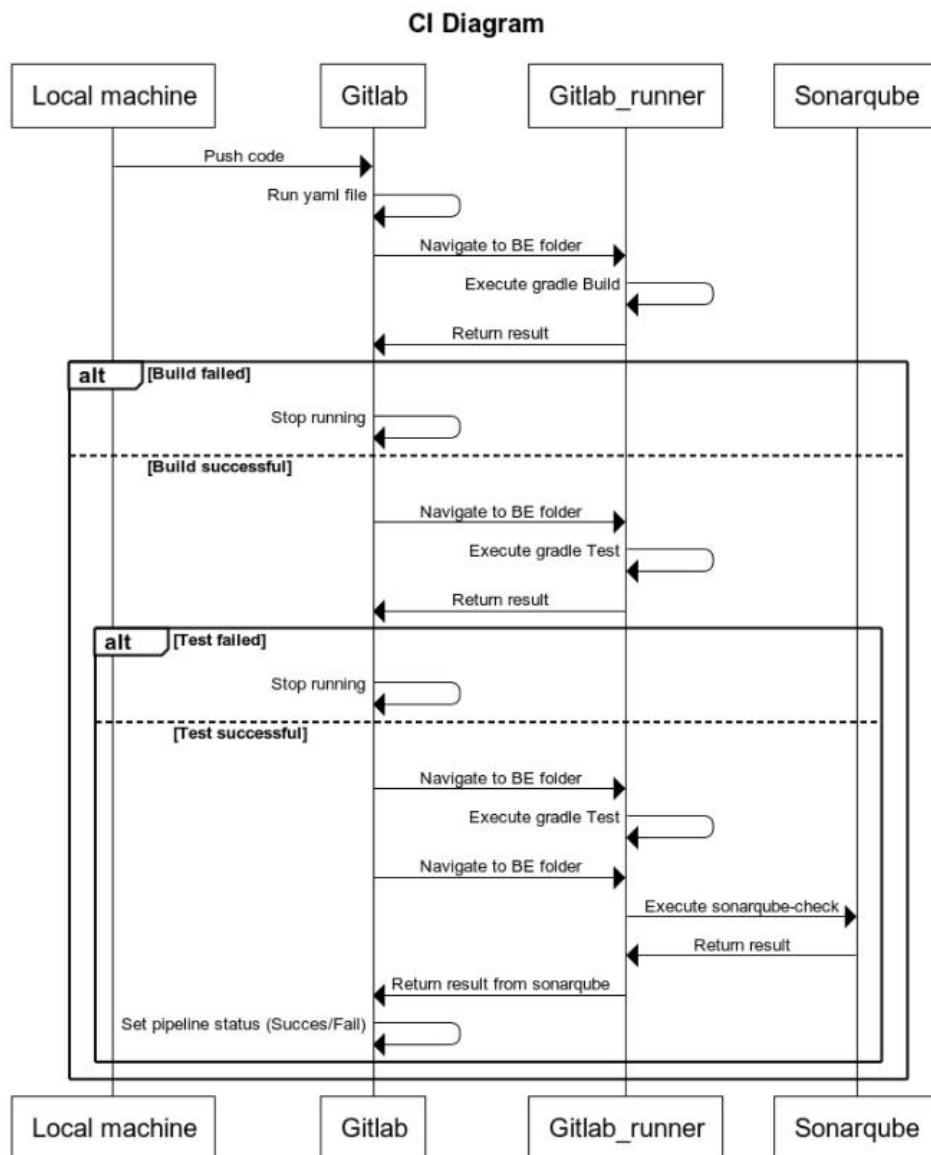 CI Diagram
Local machine
Gitlab
Gitlab_runner
Sonarqube
Push code
Run yaml file
Navigate to BE folder
Execute gradle Build
Return result
alt
[Build failed]
Stop running
[Build successful]
Navigate to BE folder
Execute gradle Test
Return result
alt
[Test failed]
Stop running
[Test successful]
Navigate to BE folder
Execute gradle Test
Navigate to BE folder
Execute sonarqube-check
Return result
Return result from sonarqube
Set pipeline status (Succes/Fail)
Local machine
Gitlab
Gitlab_runner
Sonarqube